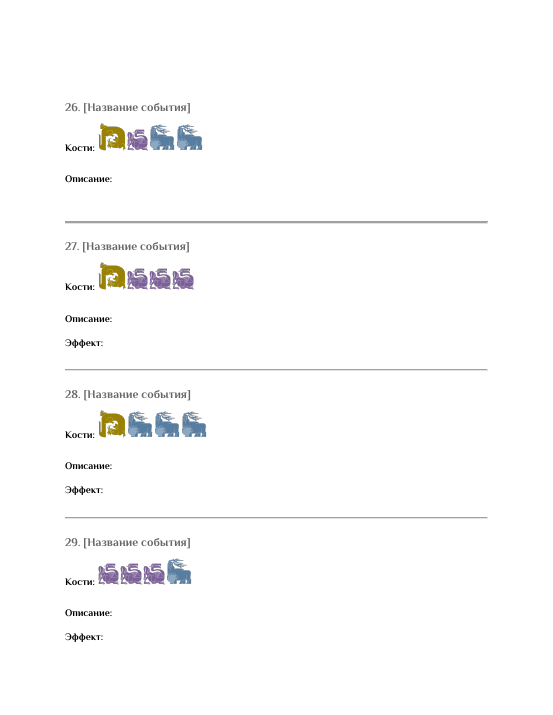 26. [Название события]
Кости:
Описание:
27. [Название события]
Кости:
Описание:
Эффект:
28. [Название события]
Кости:
Описание:
Эффект:
29. [Название события]
Кости:
Описание:
Эффект: